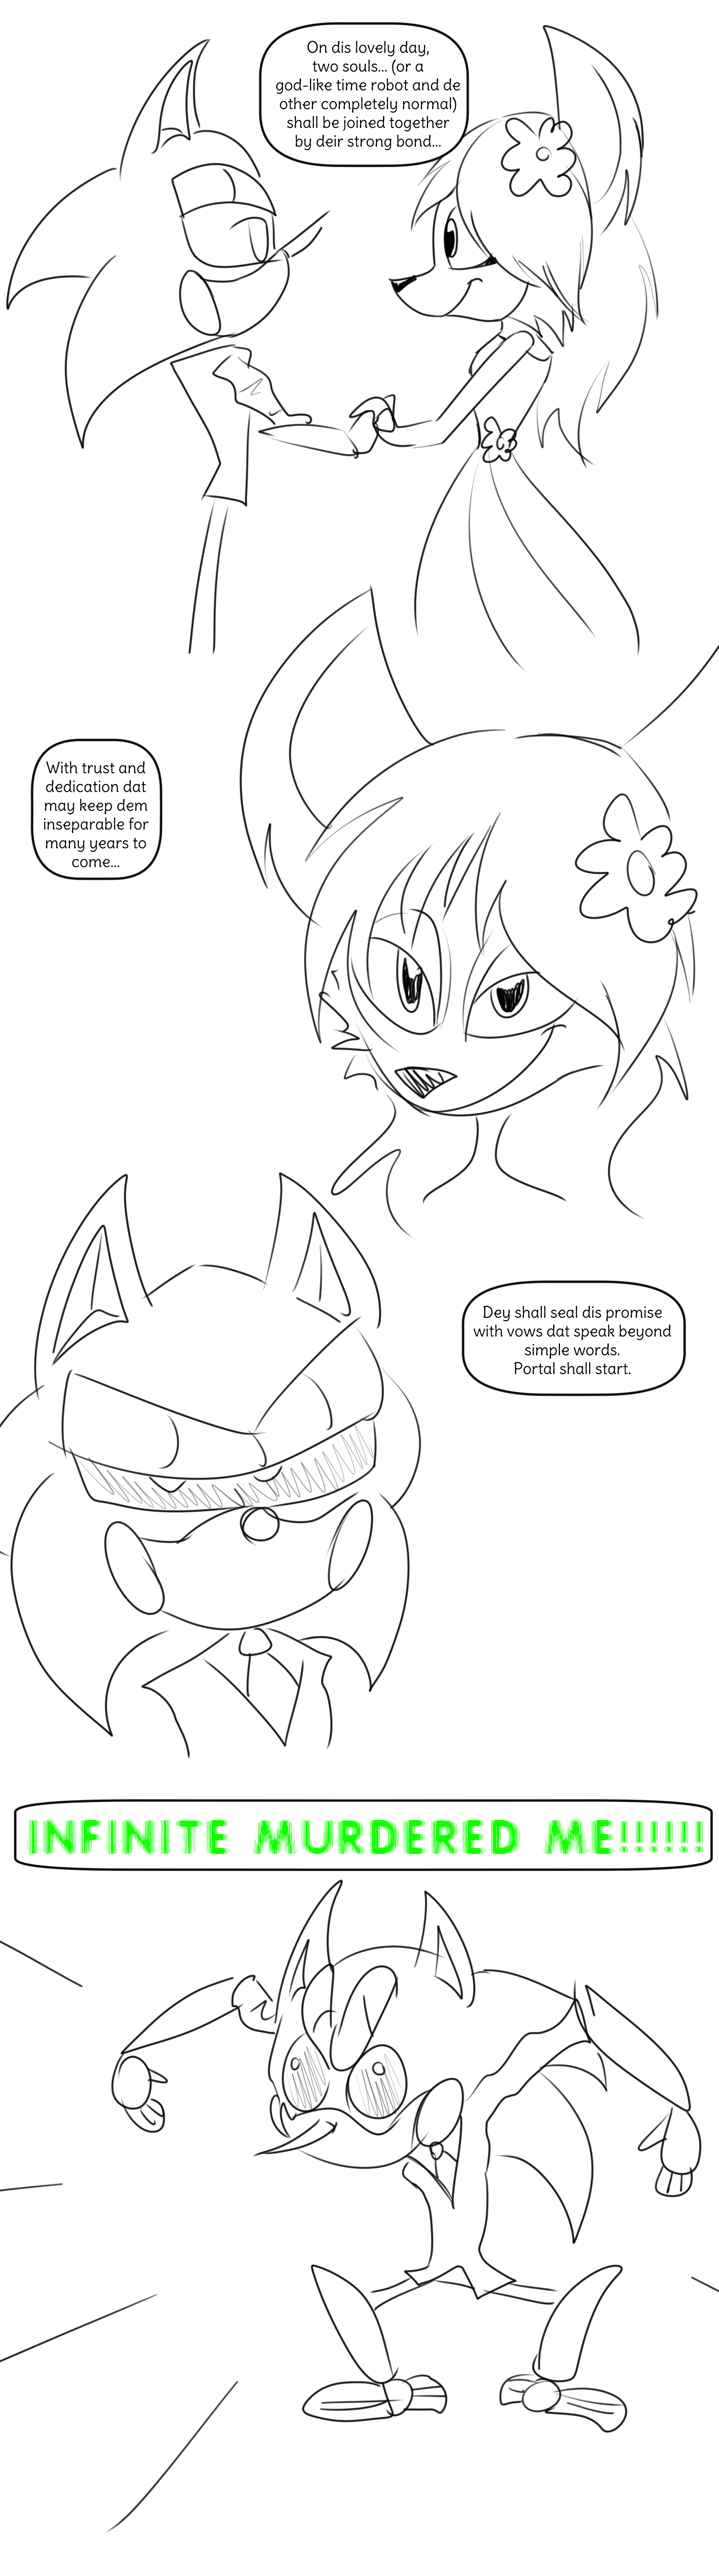 On dis lovely day,
two souls... (or a
god-like time robot and de
other completely normal)
shall be joined together
by deir strong bond...
With trust and
dedication dat
may keep dem
inseparable for
many years to
come...
Dey shall seal dis promise
with vows dat speak beyond
simple words.
Portal shall start.
INFINITE MURDERED ME!!!!!!